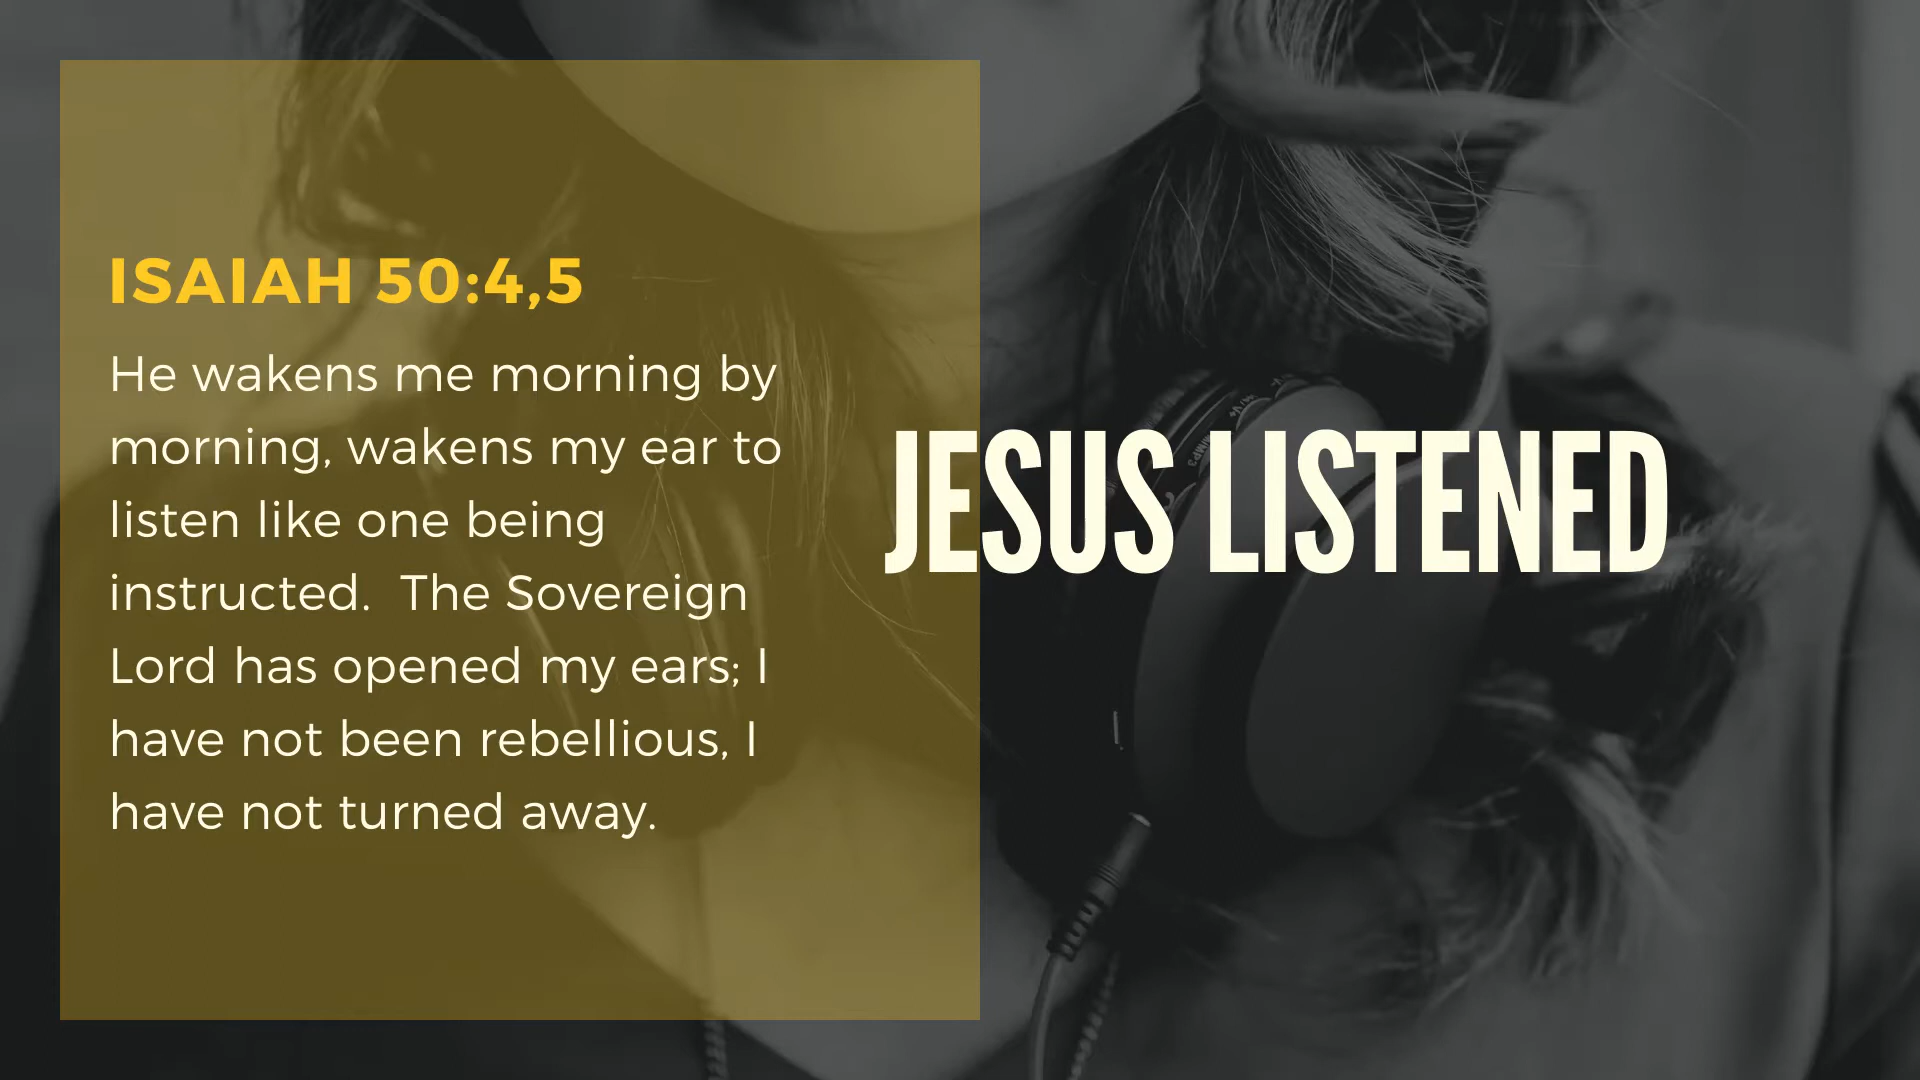 ISAIAH 50:4,5
He wakens me morning by
morning, wakens my ear to
listen like one being
instructed.  The Sovereign
Lord has opened my ears; I
have not been rebellious, I
have not turned away.
JESUS LISTENED